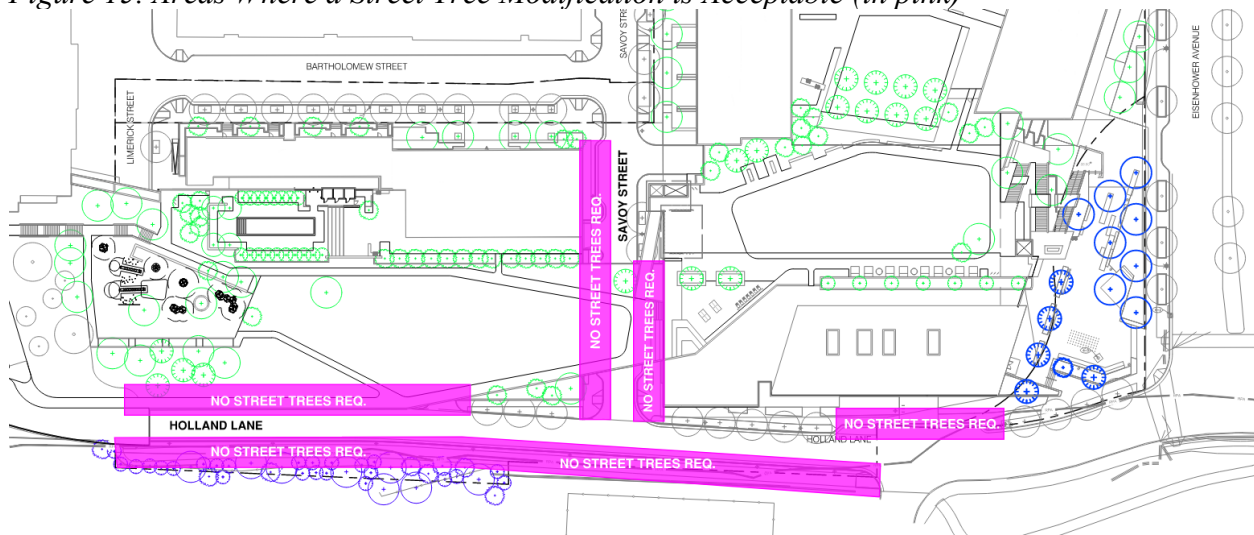 Figure 15: Areas Where a Street Tree Modification is Acceptable (in pink)
BARTHOLOMEW STREET
LIMERICK STREET
SAVOY STREET
EISENHOWER AVENUE
SAVOY STREET
NO STREET TREES REQ.
NO STREET TREES REQ.
NO STREET TREES REQ.
HOLLAND LANE
NO STREET TREES REQ.
HOLLAND LANE
NO STREET TREES REQ.
NO STREET TREES REQ.